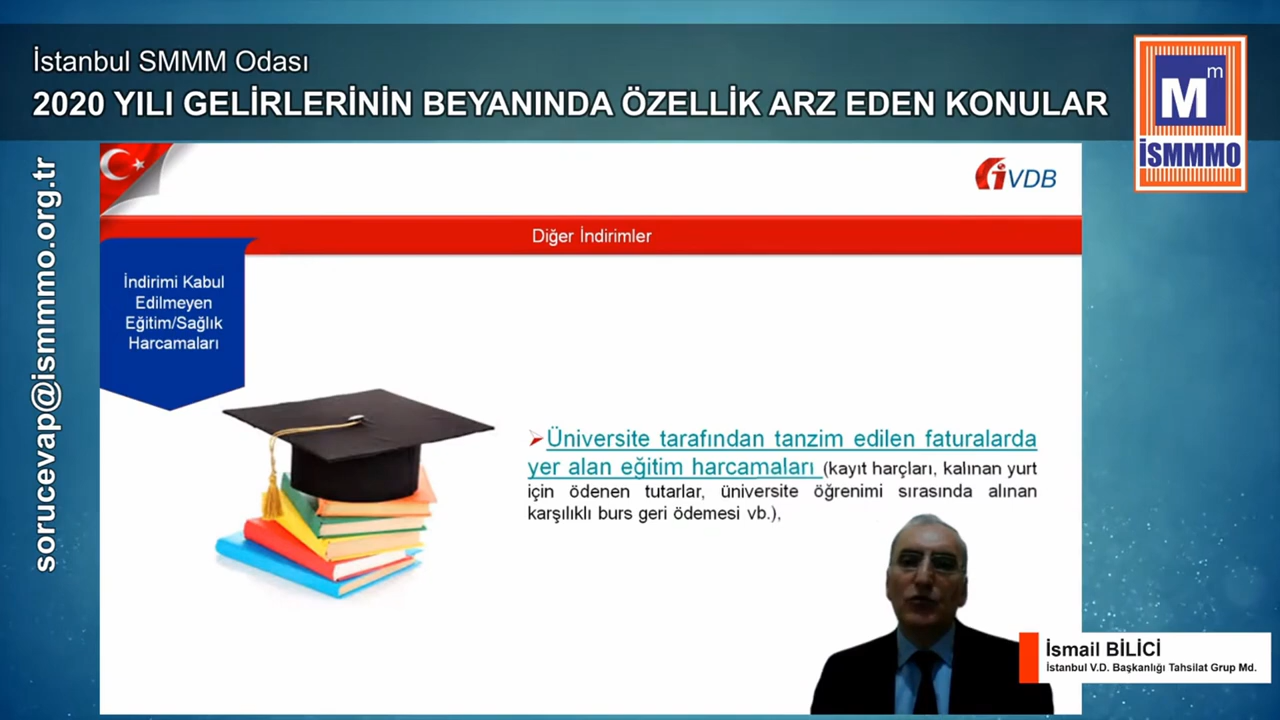 İstanbul SMMM Odası
2020 YILI GELİRLERİNİN BEYANINDA ÖZELLİK ARZ EDEN KONULAR
Mm
İSMMMO
sorucevap@ismmmo.org.tr
iVDB
Diğer İndirimler
İndirimi Kabul
Edilmeyen
Eğitim/Sağlık
Harcamaları
Üniversite tarafından tanzim edilen faturalarda
yer alan eğitim harcamaları (kayıt harçları, kalınan yurt
için ödenen tutarlar, üniversite öğrenimi sırasında alınan
karşılıklı burs geri ödemesi vb.),
İsmail BİLİCİ
İstanbul V.D. Başkanlığı Tahsilat Grup Md.